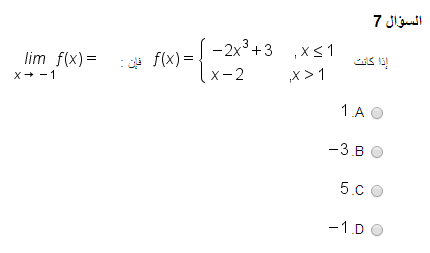 السؤال 7
إذا كانت f(x) = { −2x³+3 , x ≤ 1
x − 2 ,x > 1 فإن : lim f(x) =
x → −1
1 .A
−3 .B
5 .C
−1 .D